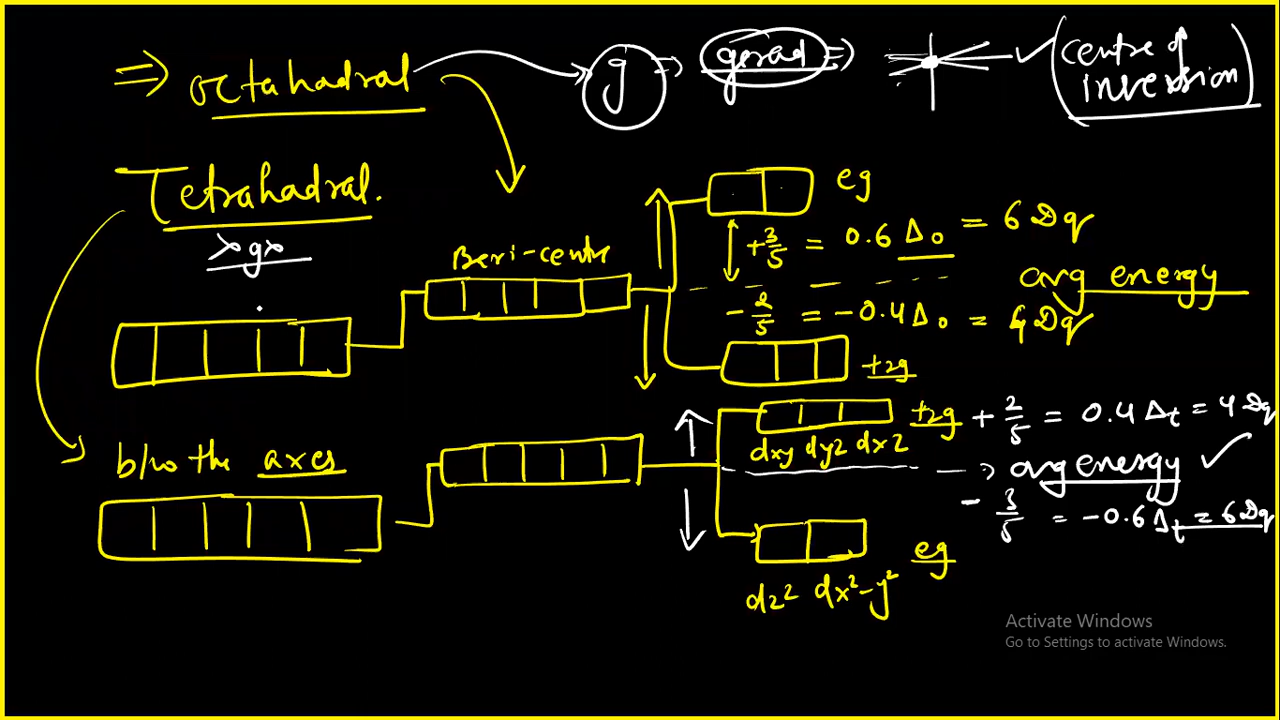 ⇒ octahadral → g ⇒ gerad ⇒ ✓ (centre of inversion)
Tetrahadral.
xgx
Beri-centre
eg
+3/5 = 0.6 Δo = 6 Dq
avg energy
- 2/5 = -0.4 Δo = 4 Dq
t2g
t2g + 2/5 = 0.4 Δt = 4 Dq
dxy dyz dxz
→ avg energy ✓
b/w the axes
- 3/5 = -0.6 Δt = 6 Dq
eg
dz² dx²-y²
Activate Windows
Go to Settings to activate Windows.